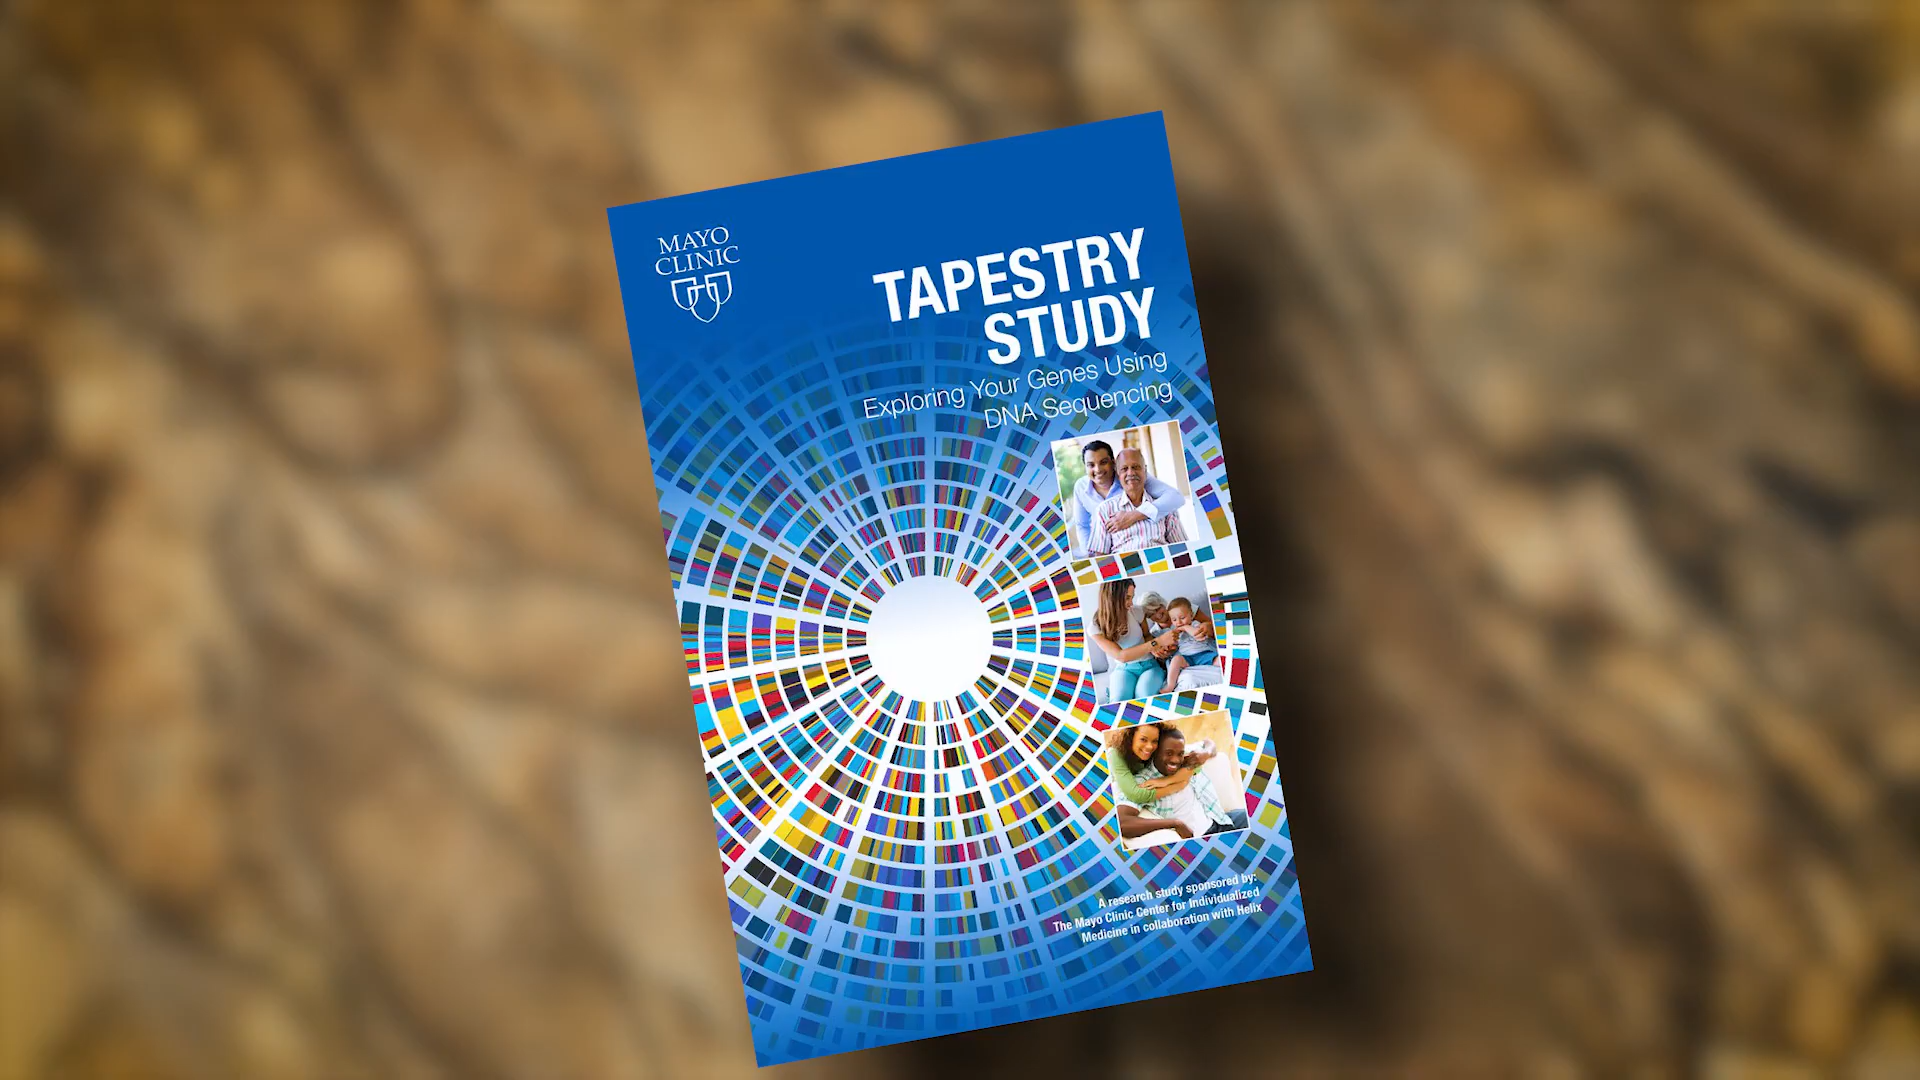 MAYO
CLINIC
TAPESTRY
STUDY
Exploring Your Genes Using
DNA Sequencing
A research study sponsored by:
The Mayo Clinic Center for Individualized
Medicine in collaboration with Helix